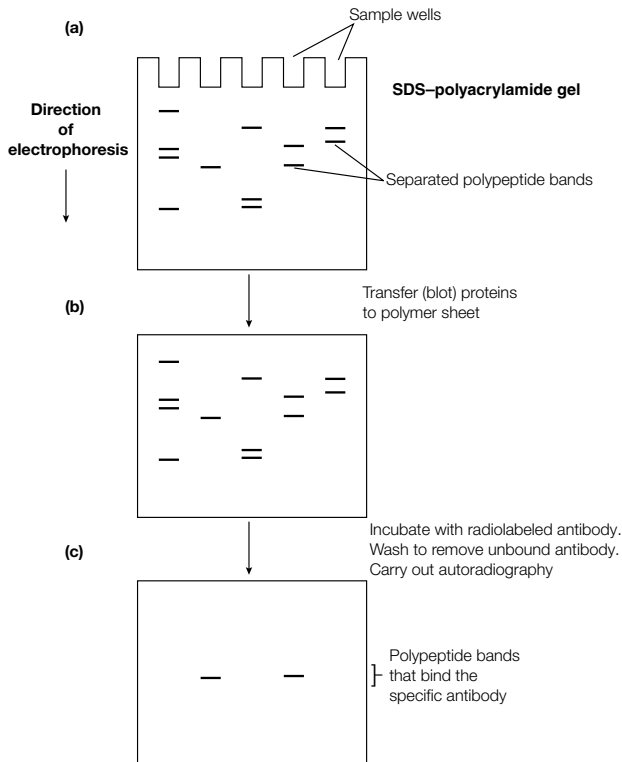 (a)
Sample wells
SDS–polyacrylamide gel
Direction
of
electrophoresis
Separated polypeptide bands
(b)
Transfer (blot) proteins
to polymer sheet
(c)
Incubate with radiolabeled antibody.
Wash to remove unbound antibody.
Carry out autoradiography
Polypeptide bands
that bind the
specific antibody